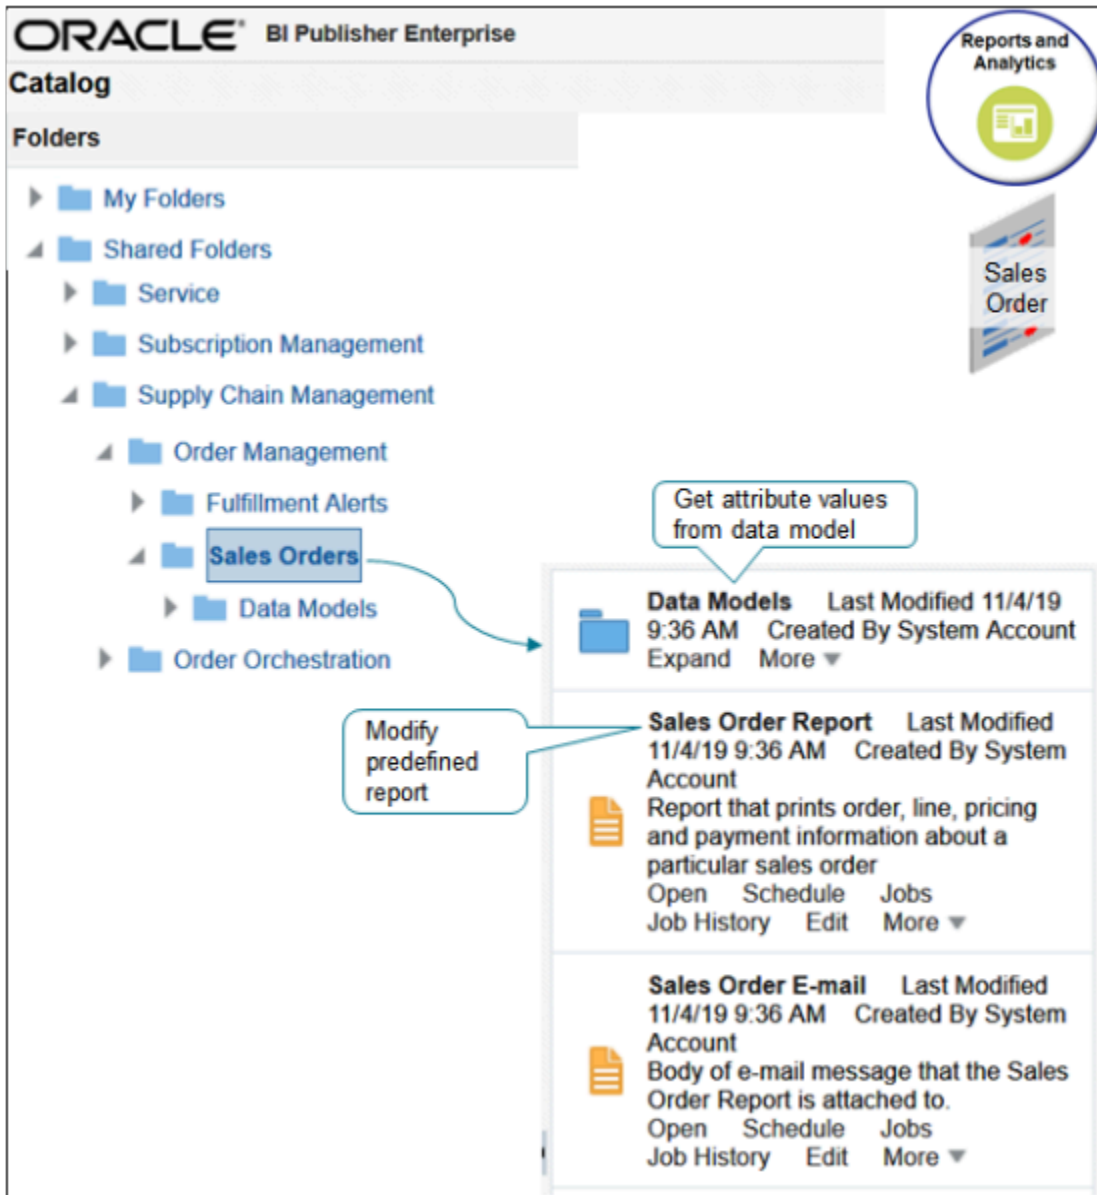 ORACLE® BI Publisher Enterprise
Reports and
Analytics
Catalog
Folders
My Folders
Shared Folders
Service
Subscription Management
Supply Chain Management
Order Management
Fulfillment Alerts
Sales Orders
Data Models
Order Orchestration
Sales
Order
Get attribute values
from data model
Data Models Last Modified 11/4/19
9:36 AM Created By System Account
Expand More
Modify
predefined
report
Sales Order Report Last Modified
11/4/19 9:36 AM Created By System
Account
Report that prints order, line, pricing
and payment information about a
particular sales order
Open Schedule Jobs
Job History Edit More
Sales Order E-mail Last Modified
11/4/19 9:36 AM Created By System
Account
Body of e-mail message that the Sales
Order Report is attached to.
Open Schedule Jobs
Job History Edit More